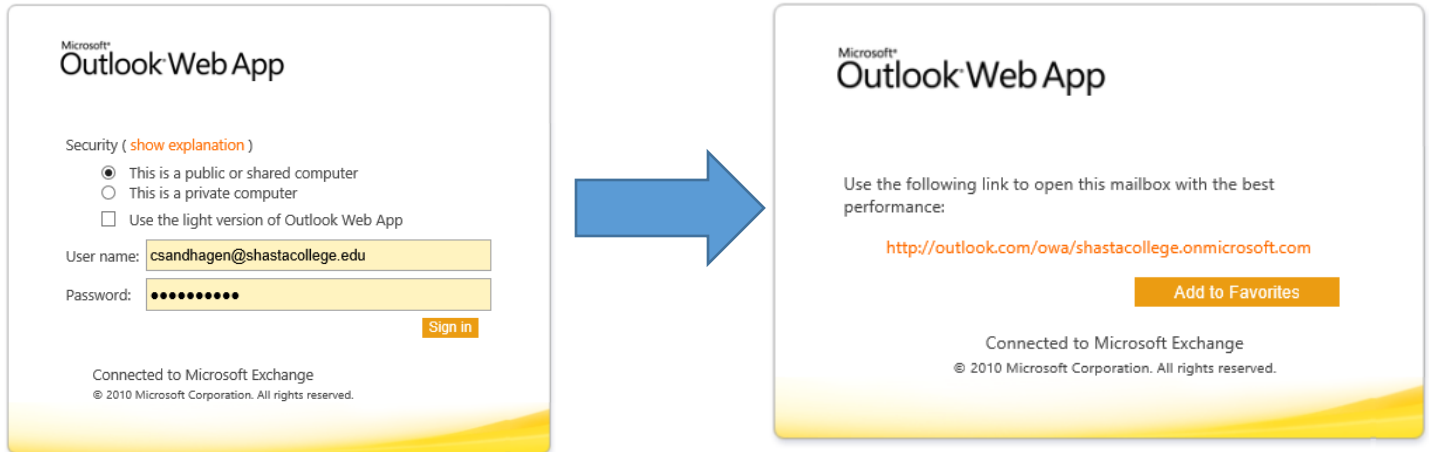 Microsoft®
Outlook Web App
Security ( show explanation )
This is a public or shared computer
This is a private computer
Use the light version of Outlook Web App
User name: csandhagen@shastacollege.edu
Password: ●●●●●●●●●●
Sign in
Connected to Microsoft Exchange
© 2010 Microsoft Corporation. All rights reserved.
Microsoft®
Outlook Web App
Use the following link to open this mailbox with the best
performance:
http://outlook.com/owa/shastacollege.onmicrosoft.com
Add to Favorites
Connected to Microsoft Exchange
© 2010 Microsoft Corporation. All rights reserved.